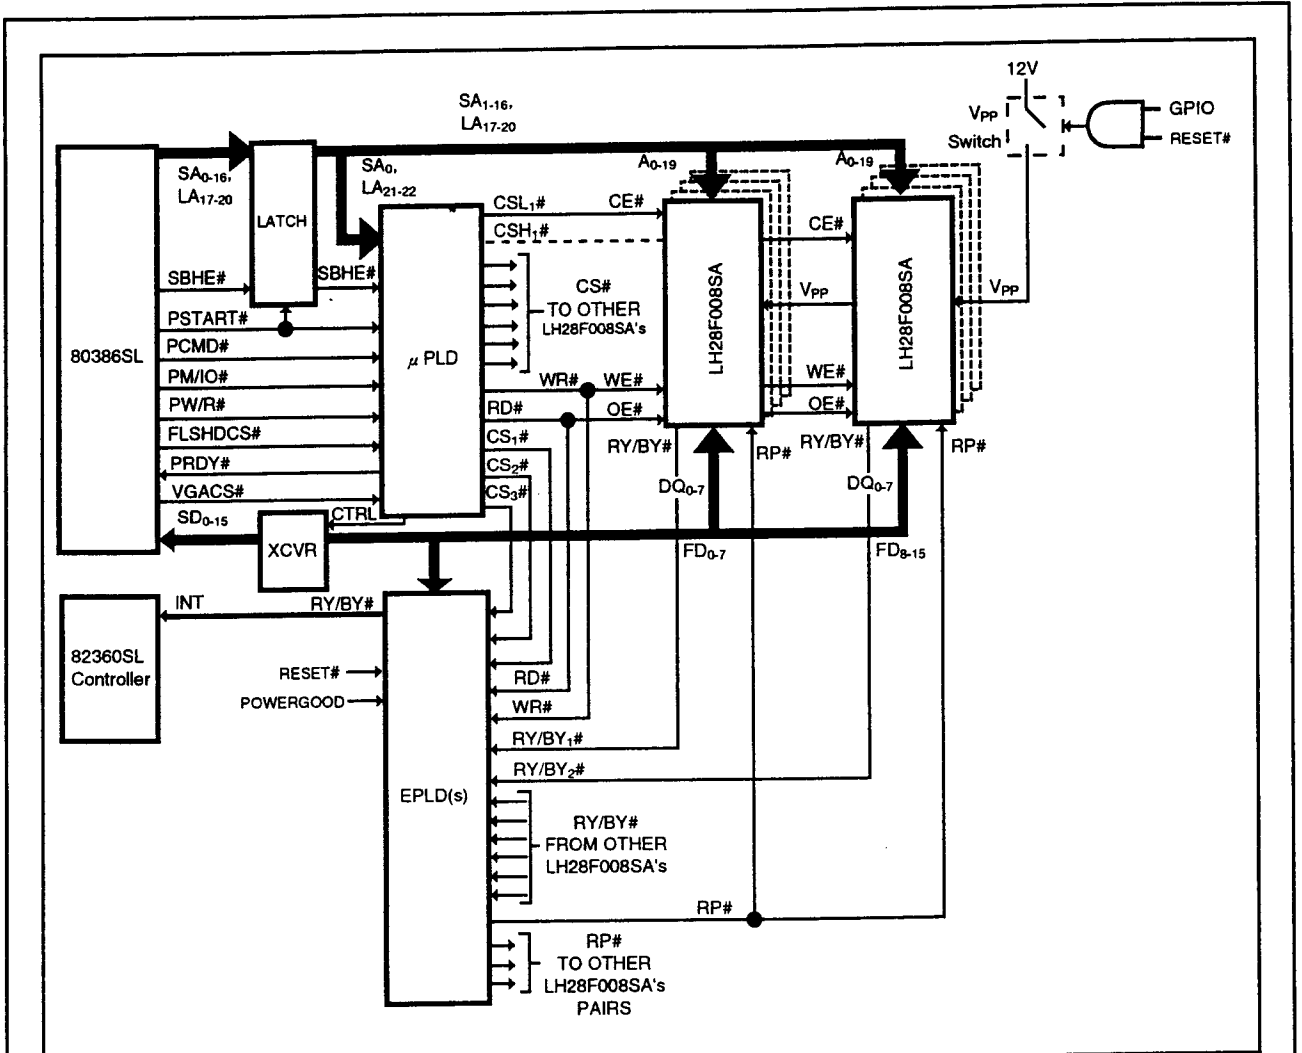 12V
SA1-16,
LA17-20
VPP
Switch
GPIO
RESET#
SA0-16,
LA17-20
SA0,
LA21-22
A0-19
A0-19
LATCH
CSL1#
CE#
CSH1#
CE#
SBHE#
SBHE#
CS#
TO OTHER
LH28F008SA's
LH28F008SA
LH28F008SA
VPP
VPP
PSTART#
80386SL
PCMD#
μ PLD
PM/IO#
WR#
WE#
WE#
PW/R#
RD#
OE#
OE#
FLSHDCS#
CS1#
RY/BY#
RP#
RY/BY#
RP#
PRDY#
CS2#
VGACS#
CS3#
DQ0-7
DQ0-7
SD0-15
CTRL
XCVR
FD0-7
FD8-15
INT
RY/BY#
82360SL
Controller
RESET#
RD#
POWERGOOD
WR#
RY/BY1#
RY/BY2#
EPLD(s)
RY/BY#
FROM OTHER
LH28F008SA's
RP#
RP#
TO OTHER
LH28F008SA's
PAIRS